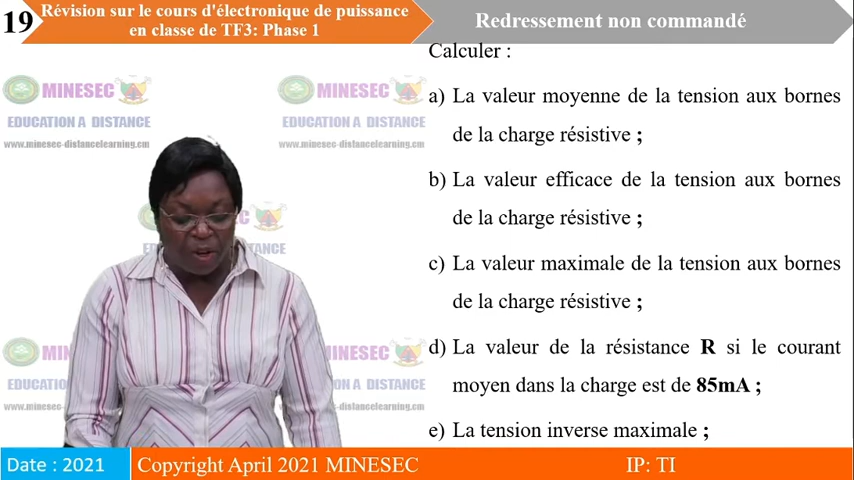 19
Révision sur le cours d'électronique de puissance
en classe de TF3: Phase 1
Redressement non commandé
Calculer :
a) La valeur moyenne de la tension aux bornes
de la charge résistive ;
b) La valeur efficace de la tension aux bornes
de la charge résistive ;
c) La valeur maximale de la tension aux bornes
de la charge résistive ;
d) La valeur de la résistance R si le courant
moyen dans la charge est de 85mA ;
e) La tension inverse maximale ;
MINESEC
EDUCATION A DISTANCE
www.minesec-distancelearning.cm
MINESEC
EDUCATION A DISTANCE
www.minesec-distancelearning.cm
Date : 2021
Copyright April 2021 MINESEC
IP: TI